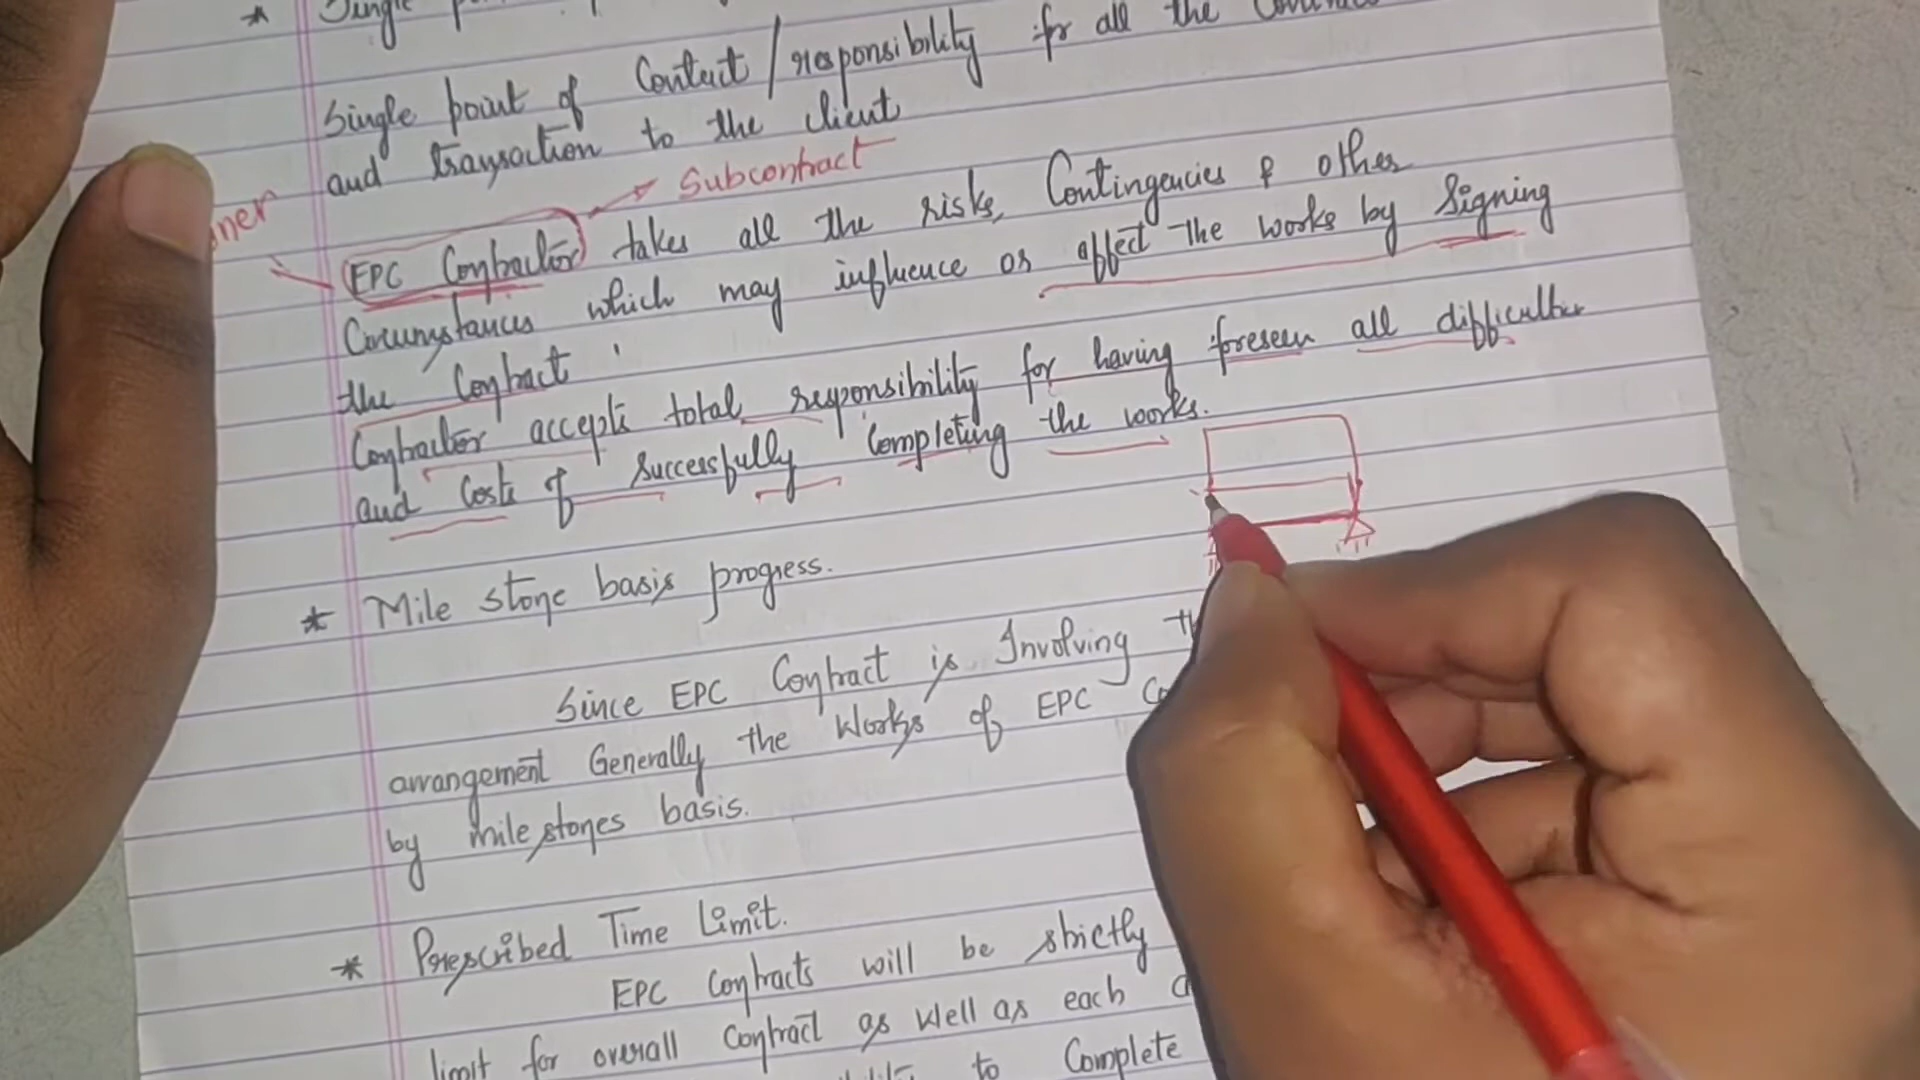 * Single
Single point of Contact/responsibility for all the
and transaction to the client
Subcontract
EPC Contractor takes all the risks, Contingencies & other
Circumstances which may influence or affect the works by Signing
the Contract
Contractor accepts total responsibility for having foreseen all difficulties
and Costs of successfully Completing the works.
* Mile stone basis progress.
Since EPC Contract is Involving
arrangement Generally the Works of EPC
by milestones basis.
* Prescribed Time Limit.
EPC Contracts will be strictly
limit for overall Contract as well as each
to Complete